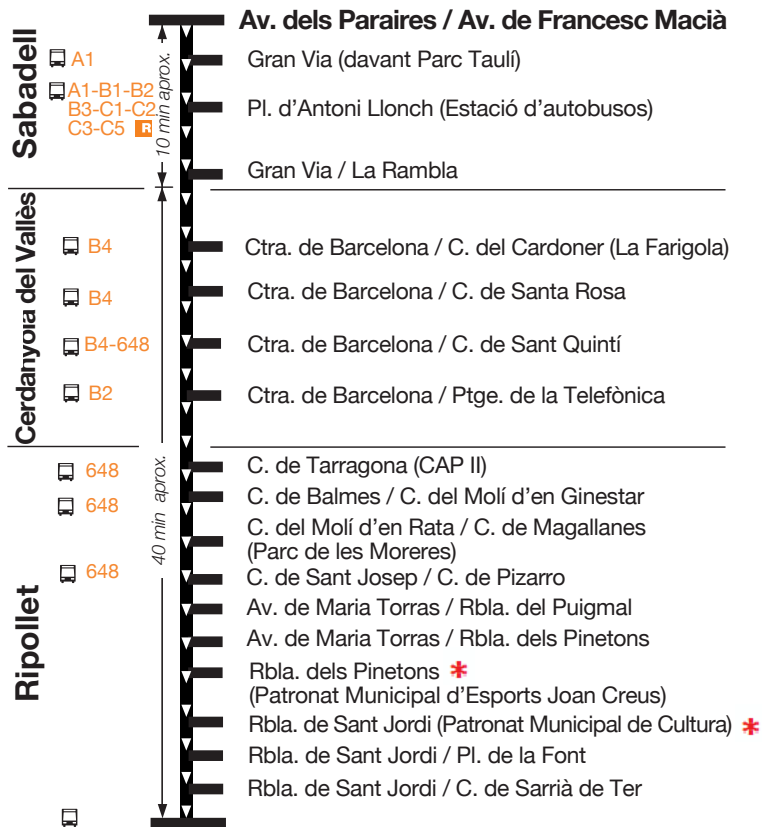 Av. dels Paraires / Av. de Francesc Macià
Sabadell
A1
Gran Via (davant Parc Taulí)
A1-B1-B2
B3-C1-C2
C3-C5 R
Pl. d'Antoni Llonch (Estació d'autobusos)
10 min aprox.
Gran Via / La Rambla
Cerdanyola del Vallès
B4
Ctra. de Barcelona / C. del Cardoner (La Farigola)
B4
Ctra. de Barcelona / C. de Santa Rosa
B4-648
Ctra. de Barcelona / C. de Sant Quintí
B2
Ctra. de Barcelona / Ptge. de la Telefònica
Ripollet
40 min aprox.
648
C. de Tarragona (CAP II)
648
C. de Balmes / C. del Molí d'en Ginestar
C. del Molí d'en Rata / C. de Magallanes
(Parc de les Moreres)
648
C. de Sant Josep / C. de Pizarro
Av. de Maria Torras / Rbla. del Puigmal
Av. de Maria Torras / Rbla. dels Pinetons
Rbla. dels Pinetons *
(Patronat Municipal d'Esports Joan Creus)
Rbla. de Sant Jordi (Patronat Municipal de Cultura) *
Rbla. de Sant Jordi / Pl. de la Font
Rbla. de Sant Jordi / C. de Sarrià de Ter